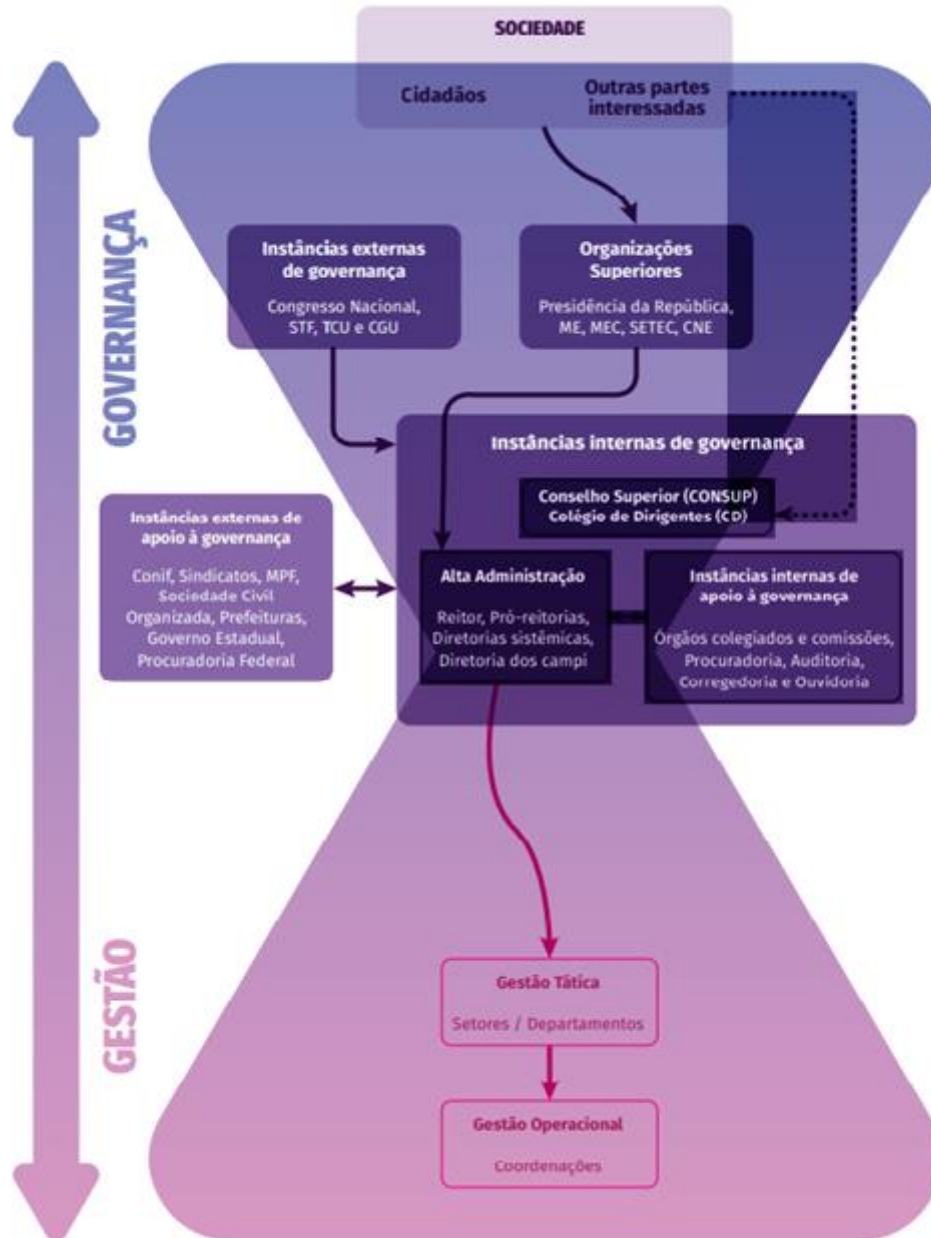 SOCIEDADE
Cidadãos
Outras partes
interessadas
GOVERNANÇA
Instâncias externas
de governança
Congresso Nacional,
STF, TCU e CGU
Organizações
Superiores
Presidência da República,
ME, MEC, SETEC, CNE
Instâncias internas de governança
Conselho Superior (CONSUP)
Colégio de Dirigentes (CD)
Instâncias externas de
apoio à governança
Conif, Sindicatos, MPF,
Sociedade Civil
Organizada, Prefeituras,
Governo Estadual,
Procuradoria Federal
Alta Administração
Reitor, Pró-reitorias,
Diretorias sistêmicas,
Diretoria dos campi
Instâncias internas de
apoio à governança
Órgãos colegiados e comissões,
Procuradoria, Auditoria,
Corregedoria e Ouvidoria
GESTÃO
Gestão Tática
Setores / Departamentos
Gestão Operacional
Coordenações